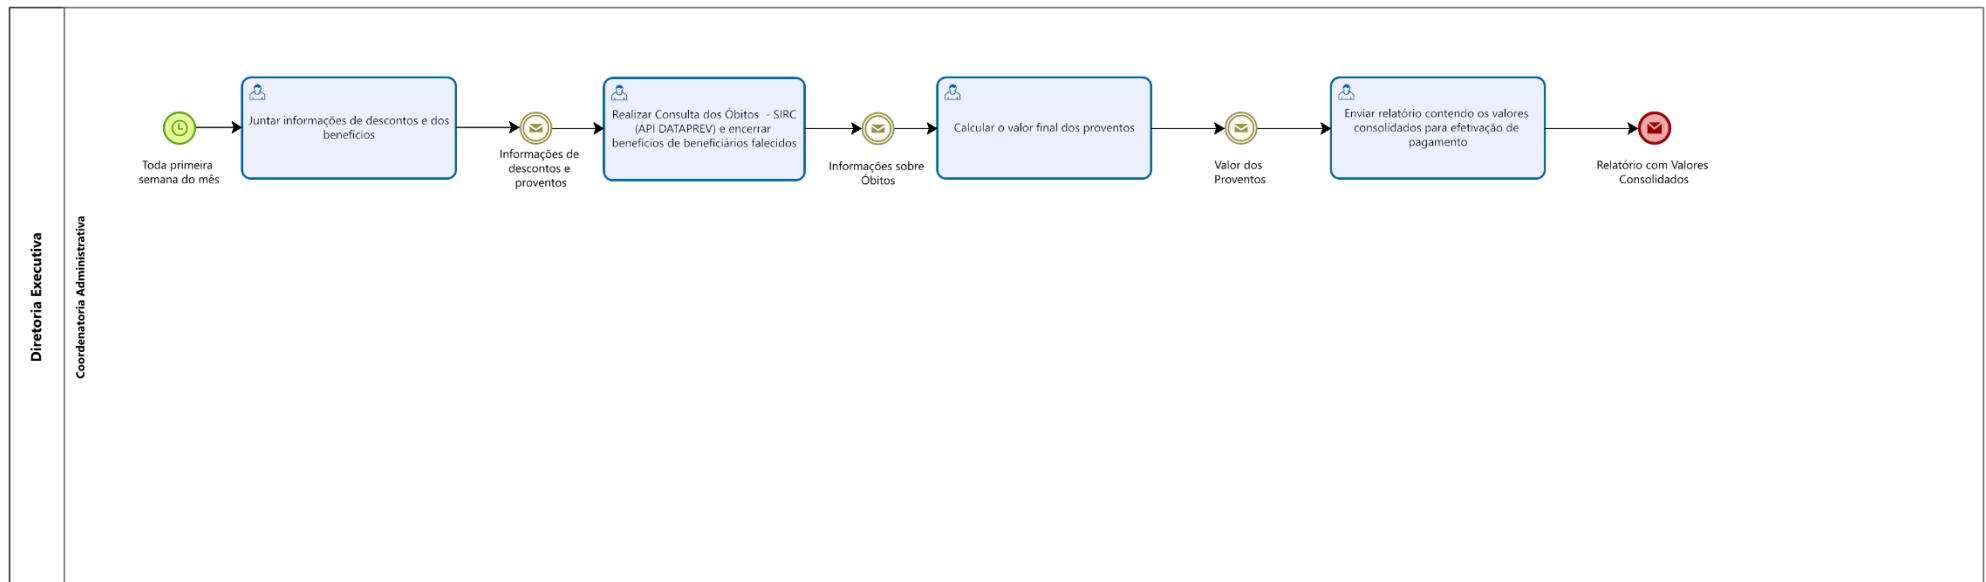 Diretoria Executiva
Coordenatoria Administrativa
Toda primeira
semana do mês
Juntar informações de descontos e dos
benefícios
Informações de
descontos e
proventos
Realizar Consulta dos Óbitos - SIRC
(API DATAPREV) e encerrar
benefícios de beneficiários falecidos
Informações sobre
Óbitos
Calcular o valor final dos proventos
Valor dos
Proventos
Enviar relatório contendo os valores
consolidados para efetivação de
pagamento
Relatório com Valores
Consolidados